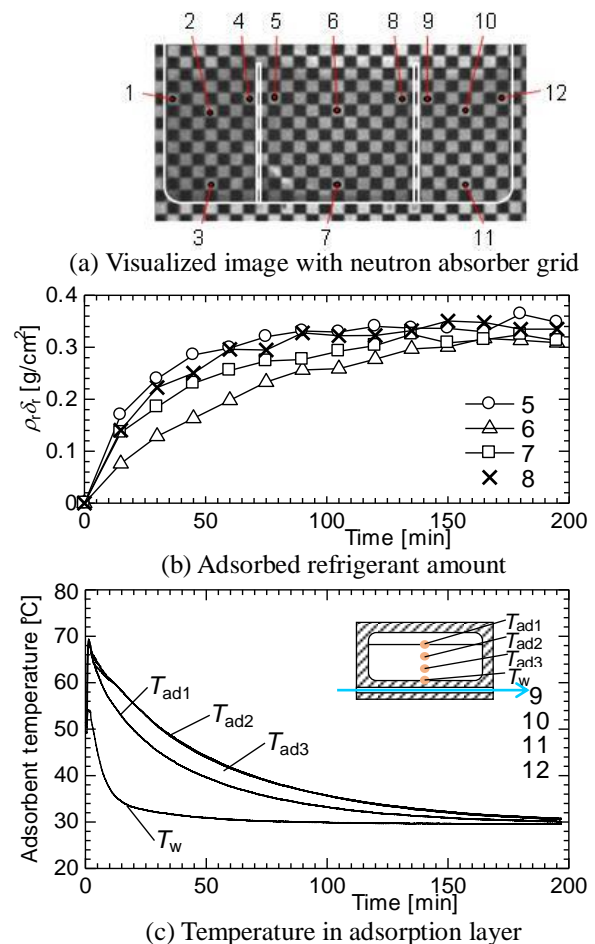 1 2 3 4 5 6 7 8 9 10 11 12
(a) Visualized image with neutron absorber grid
ρrδr [g/cm2]
0.4
0.3
0.2
0.1
0
0 50 100 150 200
5
6
7
8
Time [min]
(b) Adsorbed refrigerant amount
Adsorbent temperature [°C]
80
70
60
50
40
30
20
0 50 100 150 200
Tad1
Tad2
Tad3
Tw
Tad1
Tad2
Tad3
Tw
9
10
11
12
Time [min]
(c) Temperature in adsorption layer